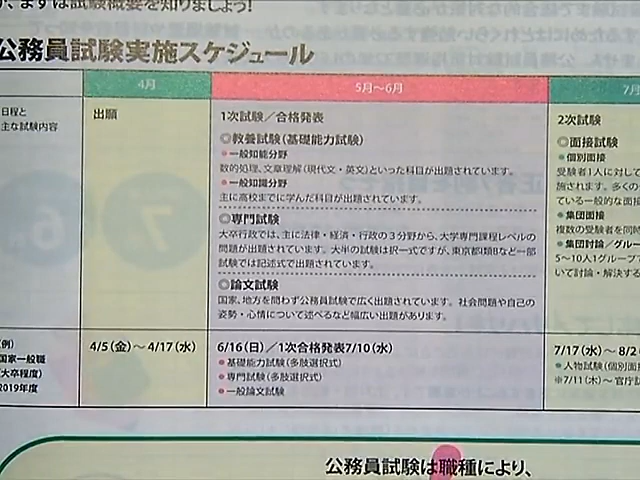 まずは試験概要を知りましょう!
公務員試験実施スケジュール
4月
5月〜6月
7月
日程と
主な試験内容
出願
1次試験／合格発表
◎教養試験(基礎能力試験)
●一般知能分野
数的処理、文章理解(現代文・英文)といった科目が出題されています。
●一般知識分野
主に高校までに学んだ科目が出題されています。
◎専門試験
大卒行政では、主に法律・経済・行政の3分野から、大学専門課程レベルの
問題が出題されています。大半の試験は択一式ですが、東京都I類Bなど一部
試験では記述式で出題されています。
◎論文試験
国家、地方を問わず公務員試験で広く出題されています。社会問題や自己の
姿勢・心情について述べるなど幅広い出題があります。
2次試験
◎面接試験
●個別面接
受験者1人に対して
施されます。多くの
ている一般的な面接
●集団面接
複数の受験者を同時
●集団討論／グルー
5〜10人1グループ
いて討論・解決する
(例)
国家一般職
(大卒程度)
2019年度
4/5(金)〜4/17(水)
6/16(日)／1次合格発表7/10(水)
●基礎能力試験(多肢選択式)
●専門試験(多肢選択式)
●一般論文試験
7/17(水)〜8/2
●人物試験(個別面接
※7/11(木)〜官庁訪
公務員試験は職種により、